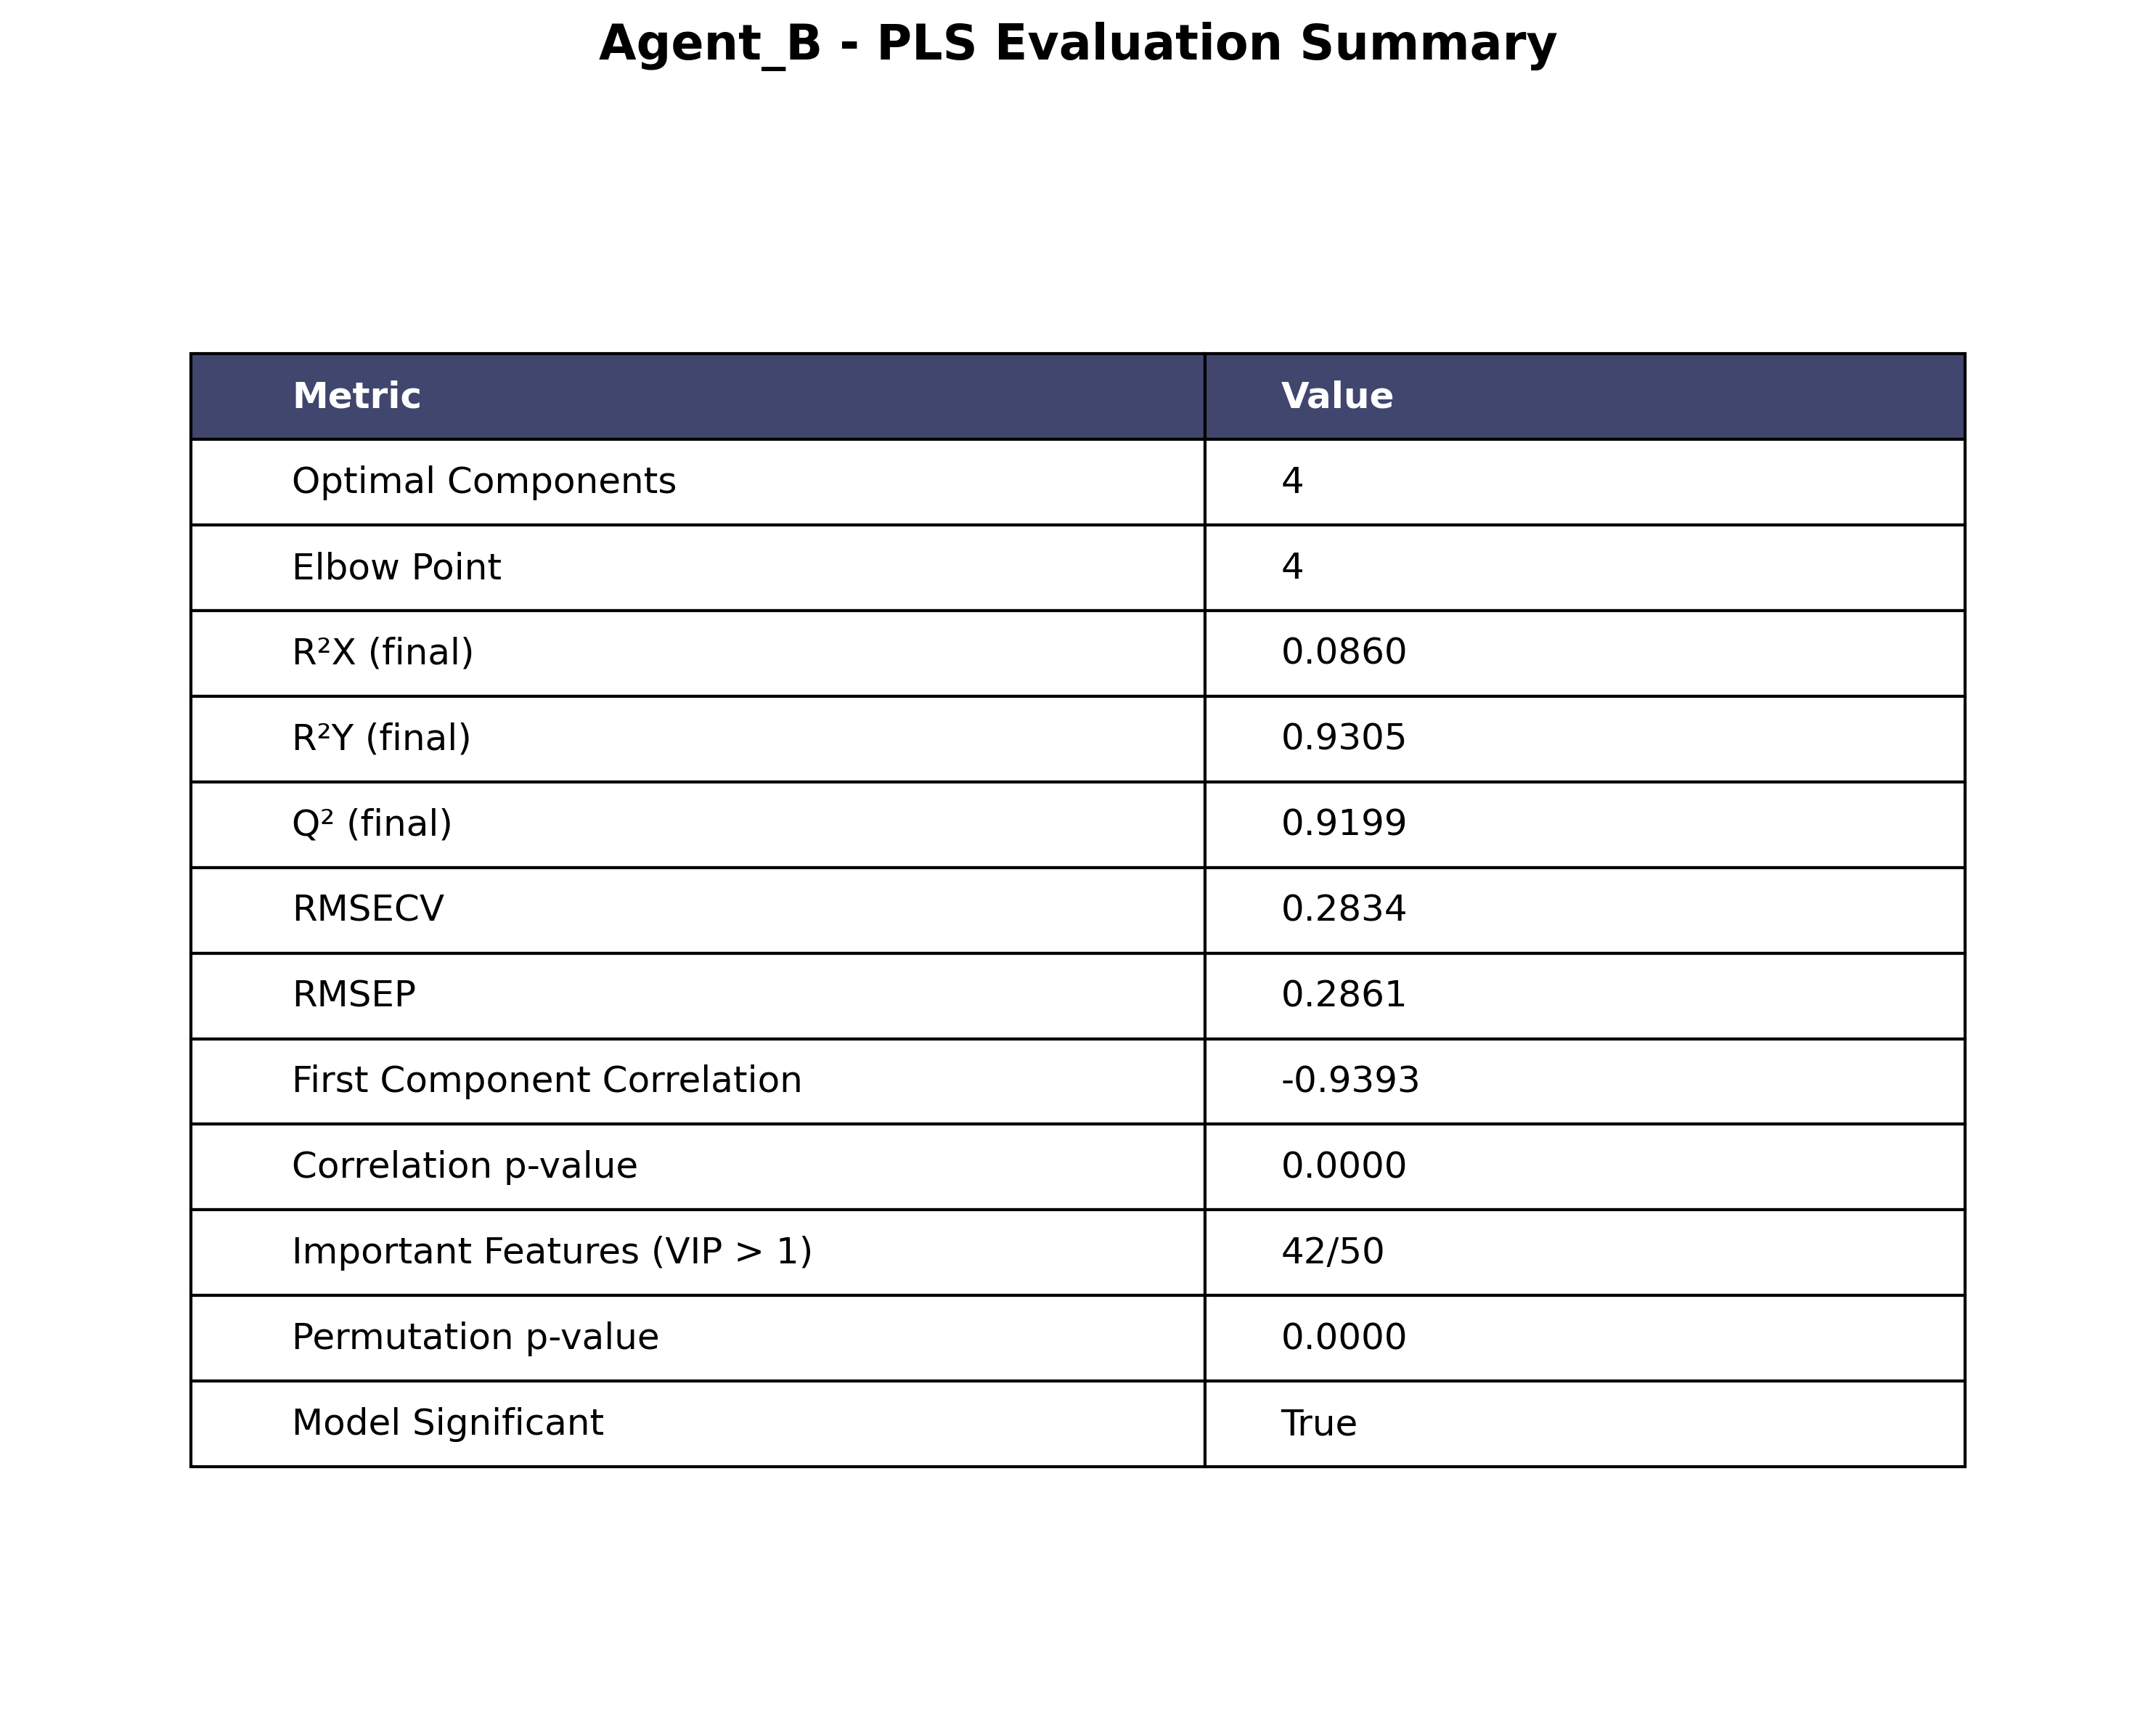 Agent_B - PLS Evaluation Summary
Metric Value
Optimal Components 4
Elbow Point 4
R²X (final) 0.0860
R²Y (final) 0.9305
Q² (final) 0.9199
RMSECV 0.2834
RMSEP 0.2861
First Component Correlation -0.9393
Correlation p-value 0.0000
Important Features (VIP > 1) 42/50
Permutation p-value 0.0000
Model Significant True